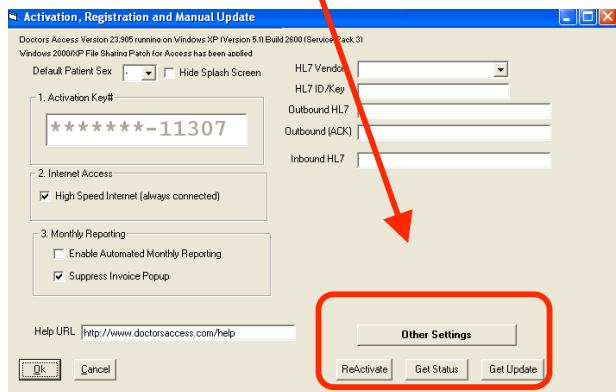 Activation, Registration and Manual Update
Doctors Access Version 23.905 running on Windows XP (Version 5.1) Build 2600 (Service Pack 3)
Windows 2000/XP File Sharing Patch for Access has been applied
Default Patient Sex - Hide Splash Screen
HL7 Vendor
HL7 ID/Key
Outbound HL7
Outbound (ACK)
Inbound HL7
1. Activation Key#
*******-11307
2. Internet Access
High Speed Internet (always connected)
3. Monthly Reporting
Enable Automated Monthly Reporting
Suppress Invoice Popup
Help URL http://www.doctorsaccess.com/help
Other Settings
Ok Cancel
ReActivate Get Status Get Update